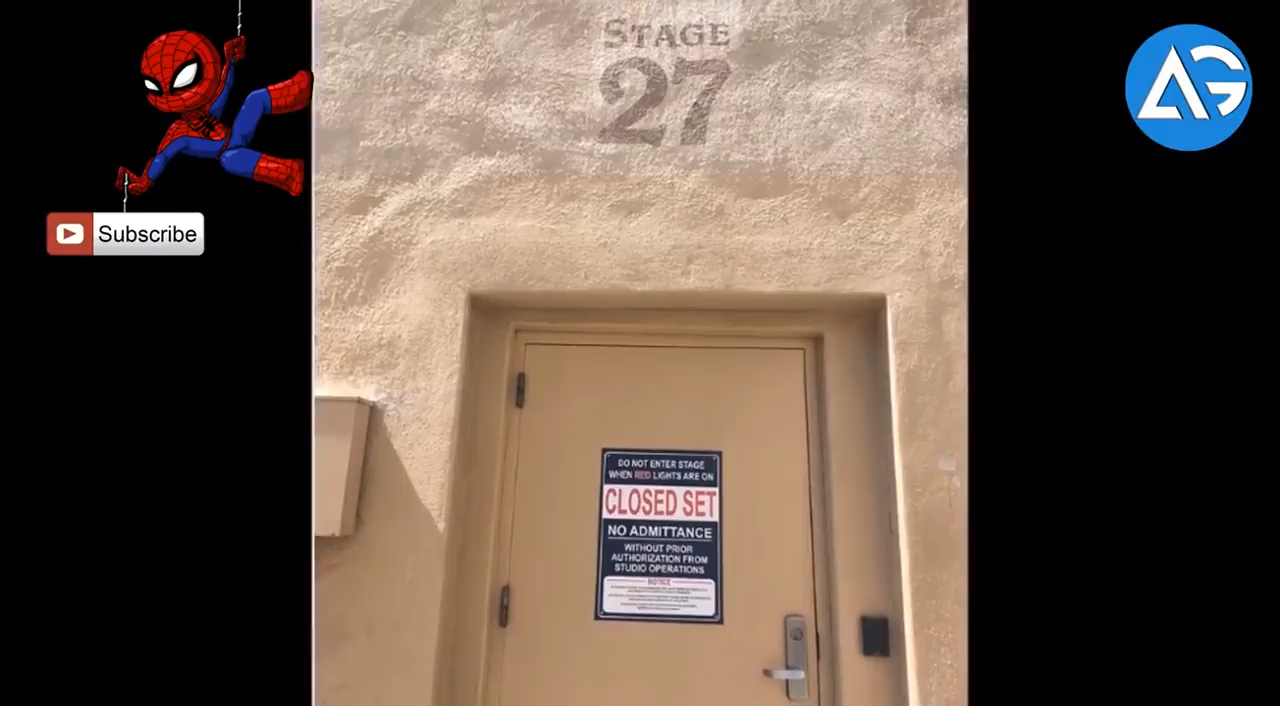 STAGE
27
AG
Subscribe
DO NOT ENTER STAGE
WHEN RED LIGHTS ARE ON
CLOSED SET
NO ADMITTANCE
WITHOUT PRIOR
AUTHORIZATION FROM
STUDIO OPERATIONS
NOTICE